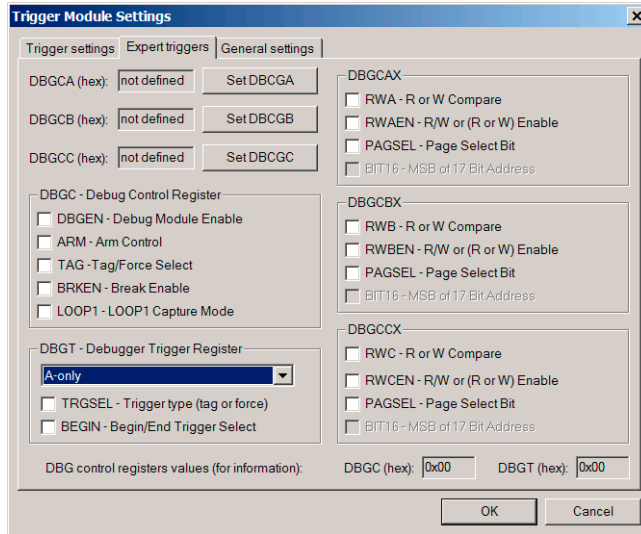 Trigger Module Settings
Trigger settings
Expert triggers
General settings
DBGCA (hex): not defined Set DBCGA
DBGCB (hex): not defined Set DBCGB
DBGCC (hex): not defined Set DBCGC
DBGC - Debug Control Register
DBGEN - Debug Module Enable
ARM - Arm Control
TAG - Tag/Force Select
BRKEN - Break Enable
LOOP1 - LOOP1 Capture Mode
DBGT - Debugger Trigger Register
A-only
TRGSEL - Trigger type (tag or force)
BEGIN - Begin/End Trigger Select
DBGCAX
RWA - R or W Compare
RWAEN - R/W or (R or W) Enable
PAGSEL - Page Select Bit
BIT16 - MSB of 17 Bit Address
DBGCBX
RWB - R or W Compare
RWBEN - R/W or (R or W) Enable
PAGSEL - Page Select Bit
BIT16 - MSB of 17 Bit Address
DBGCCX
RWC - R or W Compare
RWCEN - R/W or (R or W) Enable
PAGSEL - Page Select Bit
BIT16 - MSB of 17 Bit Address
DBG control registers values (for information): DBGC (hex): 0x00 DBGT (hex): 0x00
OK
Cancel